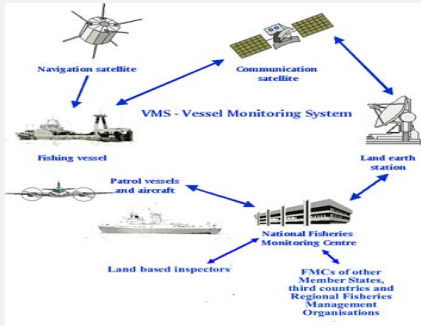 Navigation satellite
Communication
satellite
VMS - Vessel Monitoring System
Fishing vessel
Land earth
station
Patrol vessels
and aircraft
National Fisheries
Monitoring Centre
Land based inspectors
FMCs of other
Member States,
third countries and
Regional Fisheries
Management
Organisations